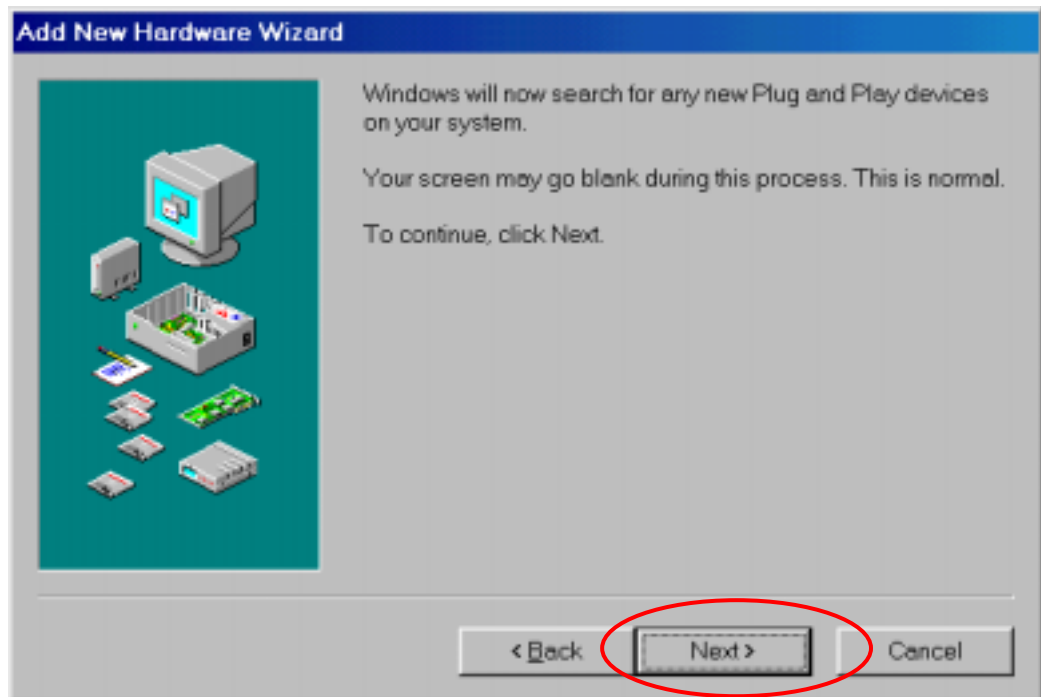 Add New Hardware Wizard
Windows will now search for any new Plug and Play devices
on your system.
Your screen may go blank during this process. This is normal.
To continue, click Next.
< Back
Next >
Cancel